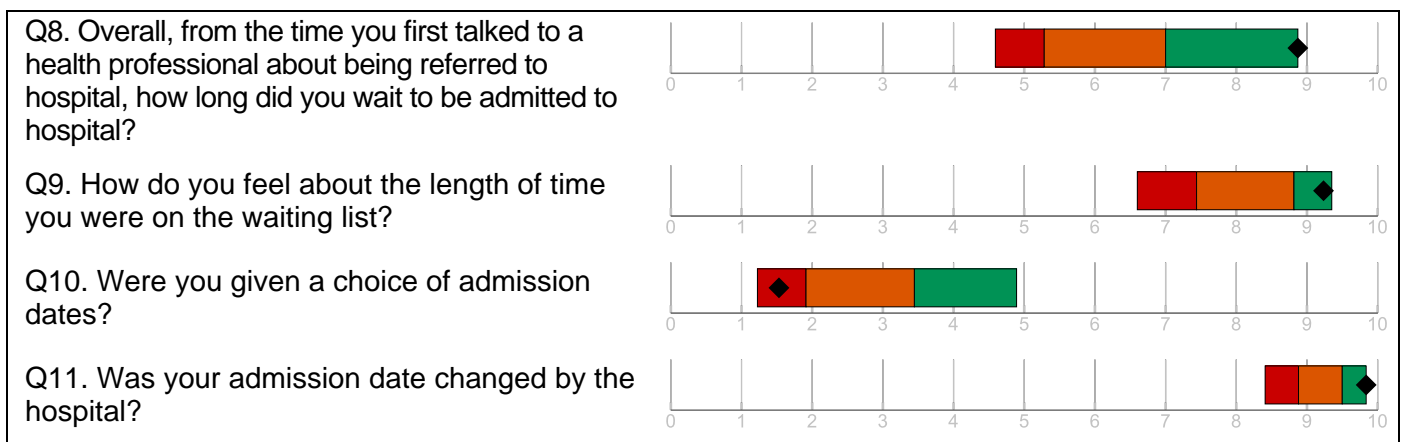 Q8. Overall, from the time you first talked to a
health professional about being referred to
hospital, how long did you wait to be admitted to
hospital?
0 1 2 3 4 5 6 7 8 9 10
Q9. How do you feel about the length of time
you were on the waiting list?
0 1 2 3 4 5 6 7 8 9 10
Q10. Were you given a choice of admission
dates?
0 1 2 3 4 5 6 7 8 9 10
Q11. Was your admission date changed by the
hospital?
0 1 2 3 4 5 6 7 8 9 10